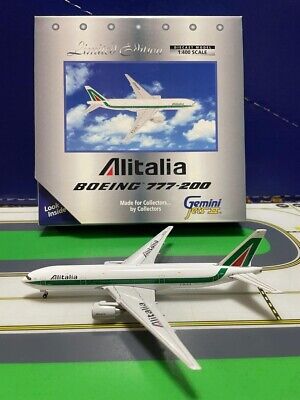 Limited Edition
DIECAST MODEL
1:400 SCALE
Alitalia
BOEING 777-200
Made for Collectors...
by Collectors
Look
Inside
Gemini
Jets
Alitalia
Alitalia